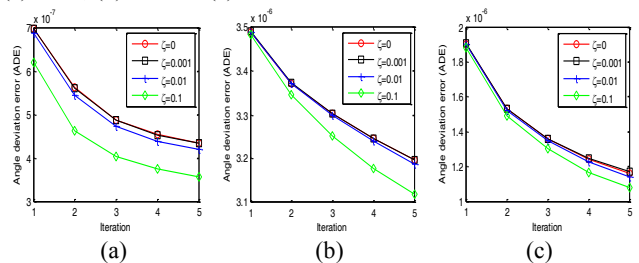 x 10^-7
Angle deviation error (ADE)
7
6
5
4
3
1 2 3 4 5
Iteration
ζ=0
ζ=0.001
ζ=0.01
ζ=0.1
(a)
x 10^-6
Angle deviation error (ADE)
3.5
3.4
3.3
3.2
3.1
1 2 3 4 5
Iteration
ζ=0
ζ=0.001
ζ=0.01
ζ=0.1
(b)
x 10^-6
Angle deviation error (ADE)
2
1.8
1.6
1.4
1.2
1
1 2 3 4 5
Iteration
ζ=0
ζ=0.001
ζ=0.01
ζ=0.1
(c)